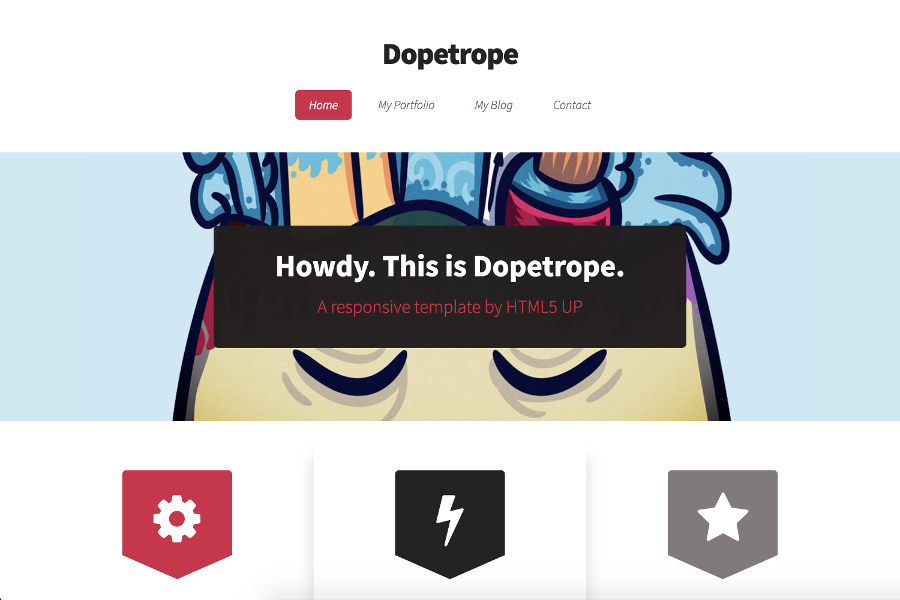 Dopetrope
Home My Portfolio My Blog Contact
Howdy. This is Dopetrope.
A responsive template by HTML5 UP